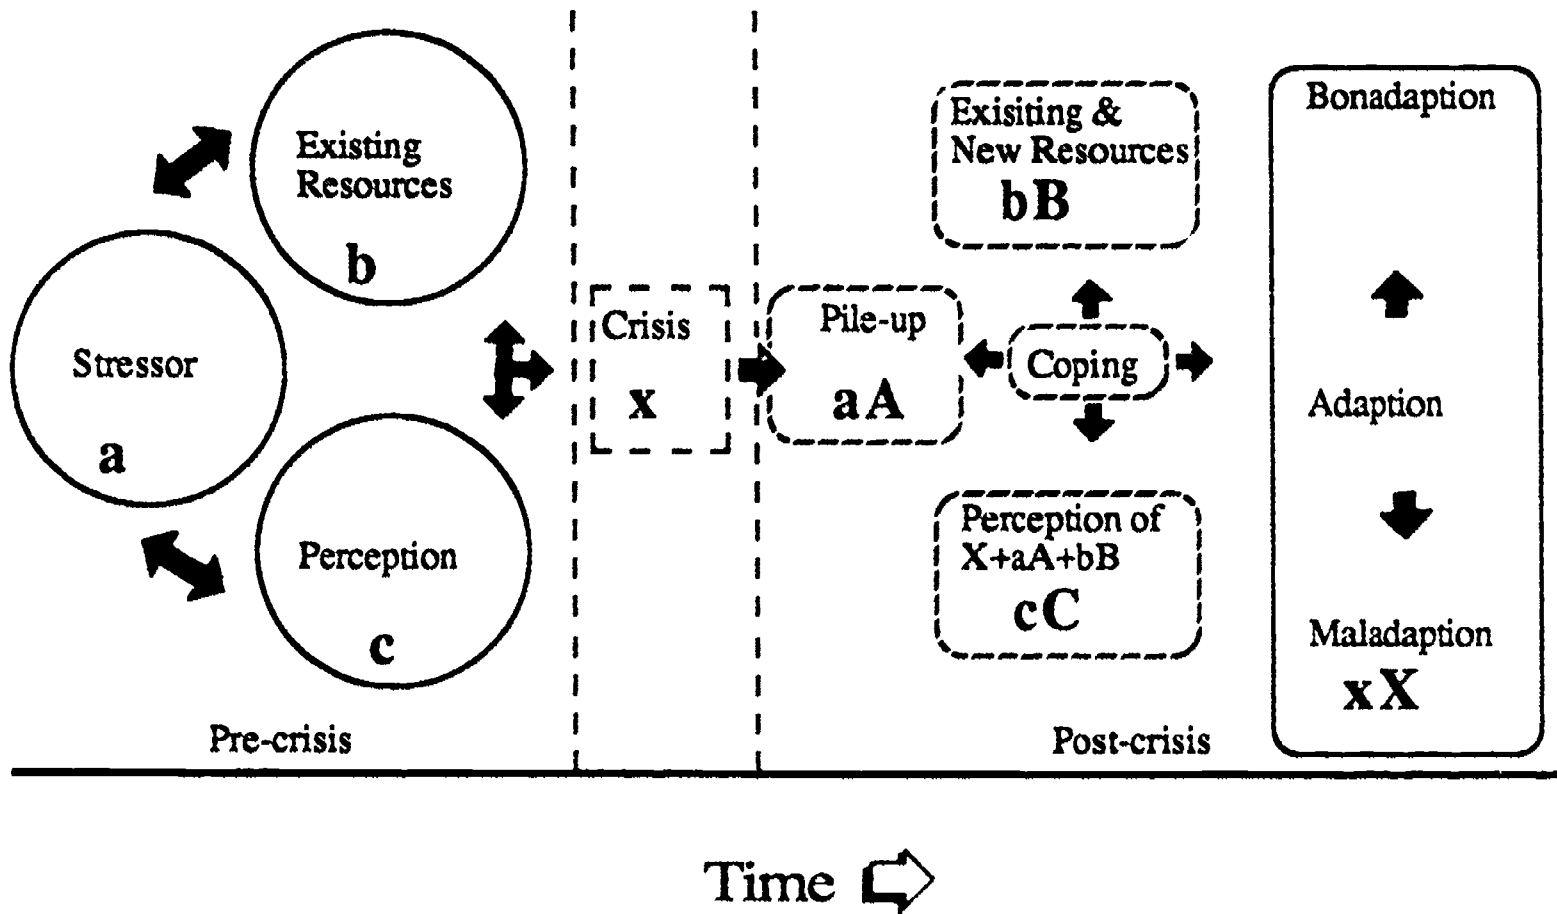 Existing
Resources
b
Stressor
a
Perception
c
Pre-crisis
Crisis
x
Pile-up
aA
Exisiting &
New Resources
bB
Coping
Perception of
X+aA+bB
cC
Post-crisis
Bonadaption
Adaption
Maladaption
xX
Time